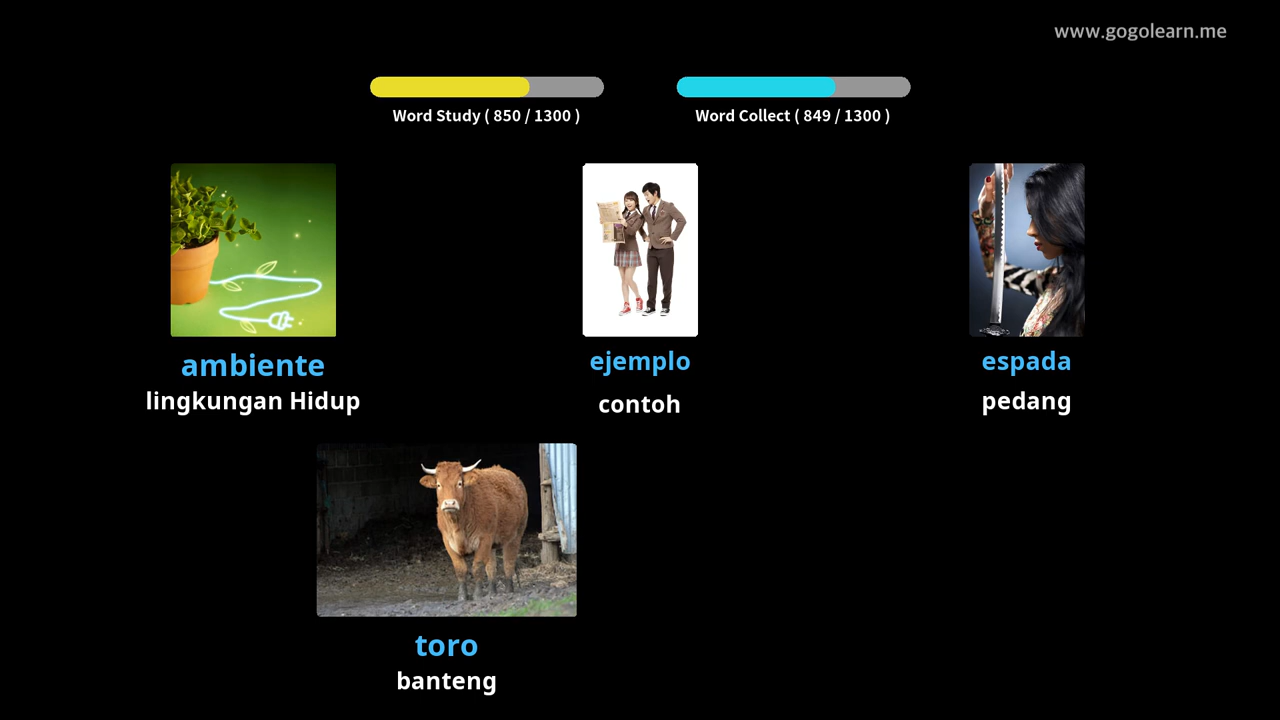 www.gogolearn.me
Word Study ( 850 / 1300 )
Word Collect ( 849 / 1300 )
ambiente
lingkungan Hidup
ejemplo
contoh
espada
pedang
toro
banteng